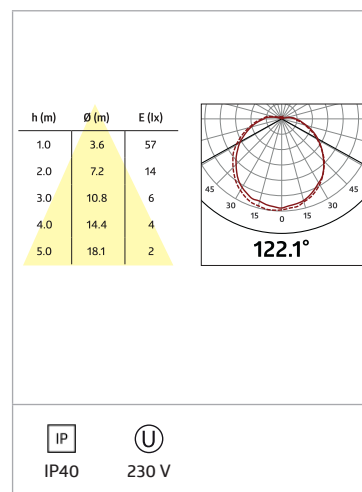 h (m) Ø (m) E (lx)
1.0 3.6 57
2.0 7.2 14
3.0 10.8 6
4.0 14.4 4
5.0 18.1 2
45 30 15 0 15 30 45
122.1°
IP U
IP40 230 V